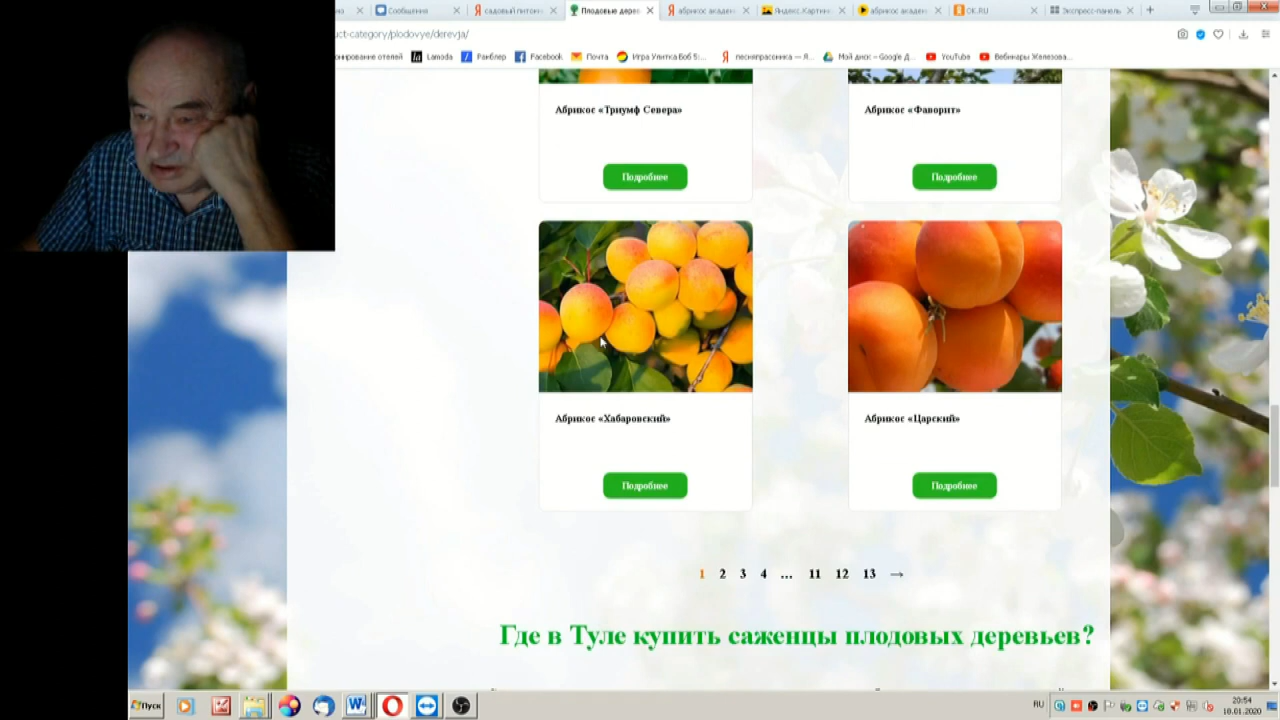 Сообщения
садовый питомн
Плодовые дере
абрикос академ
Яндекс.Картин
абрикос академ
OK.RU
Экспресс-панель
uct-category/plodovye/derevja/
онирование отелей
Lamoda
Рамблер
Facebook
Почта
Игра Улитка Боб 5:...
Мой диск – Google Д...
YouTube
Вебинары Железова...
Абрикос «Триумф Севера»
Абрикос «Фаворит»
Подробнее
Подробнее
Абрикос «Хабаровский»
Абрикос «Царский»
Подробнее
Подробнее
1 2 3 4 ... 11 12 13 →
Где в Туле купить саженцы плодовых деревьев?
Пуск
RU
20:54
18.01.2020